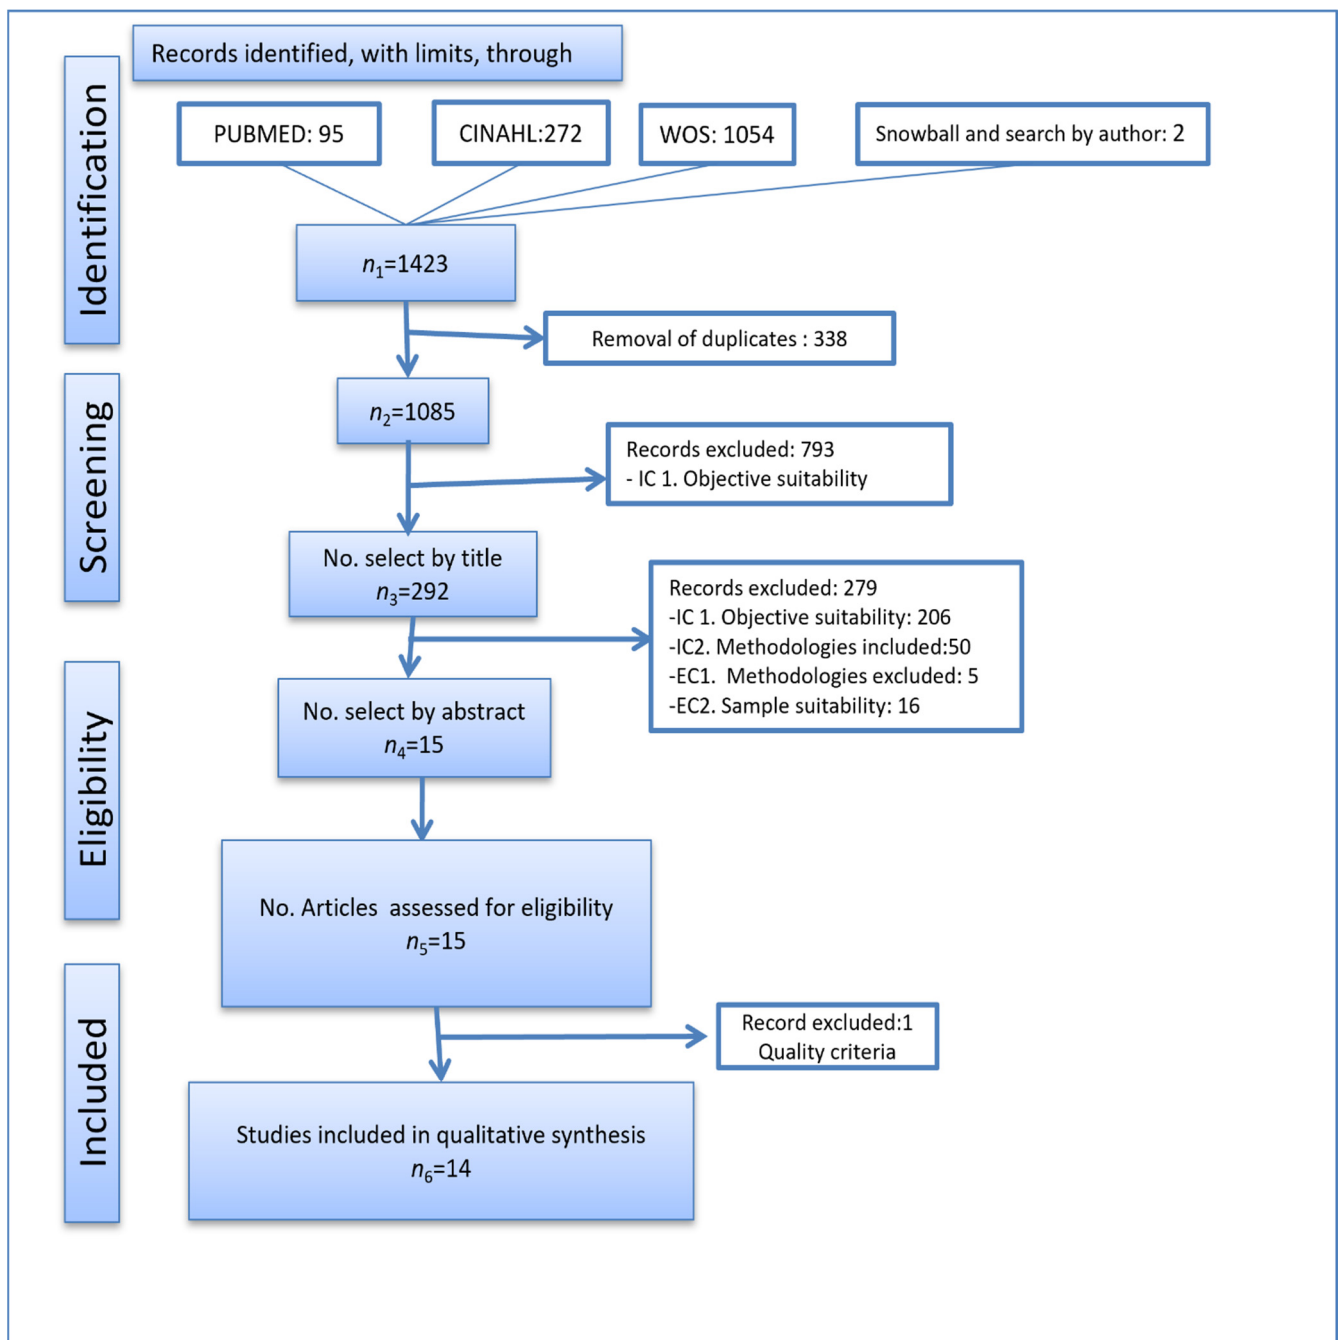 Records identified, with limits, through
Identification
PUBMED: 95
CINAHL:272
WOS: 1054
Snowball and search by author: 2
n₁=1423
Removal of duplicates : 338
Screening
n₂=1085
Records excluded: 793
- IC 1. Objective suitability
No. select by title
n₃=292
Records excluded: 279
-IC 1. Objective suitability: 206
-IC2. Methodologies included:50
-EC1.  Methodologies excluded: 5
-EC2. Sample suitability: 16
Eligibility
No. select by abstract
n₄=15
No. Articles  assessed for eligibility
n₅=15
Included
Record excluded:1
Quality criteria
Studies included in qualitative synthesis
n₆=14